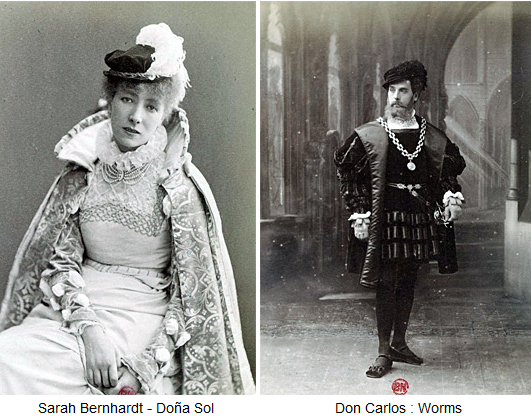 Sarah Bernhardt - Doña Sol
Don Carlos : Worms